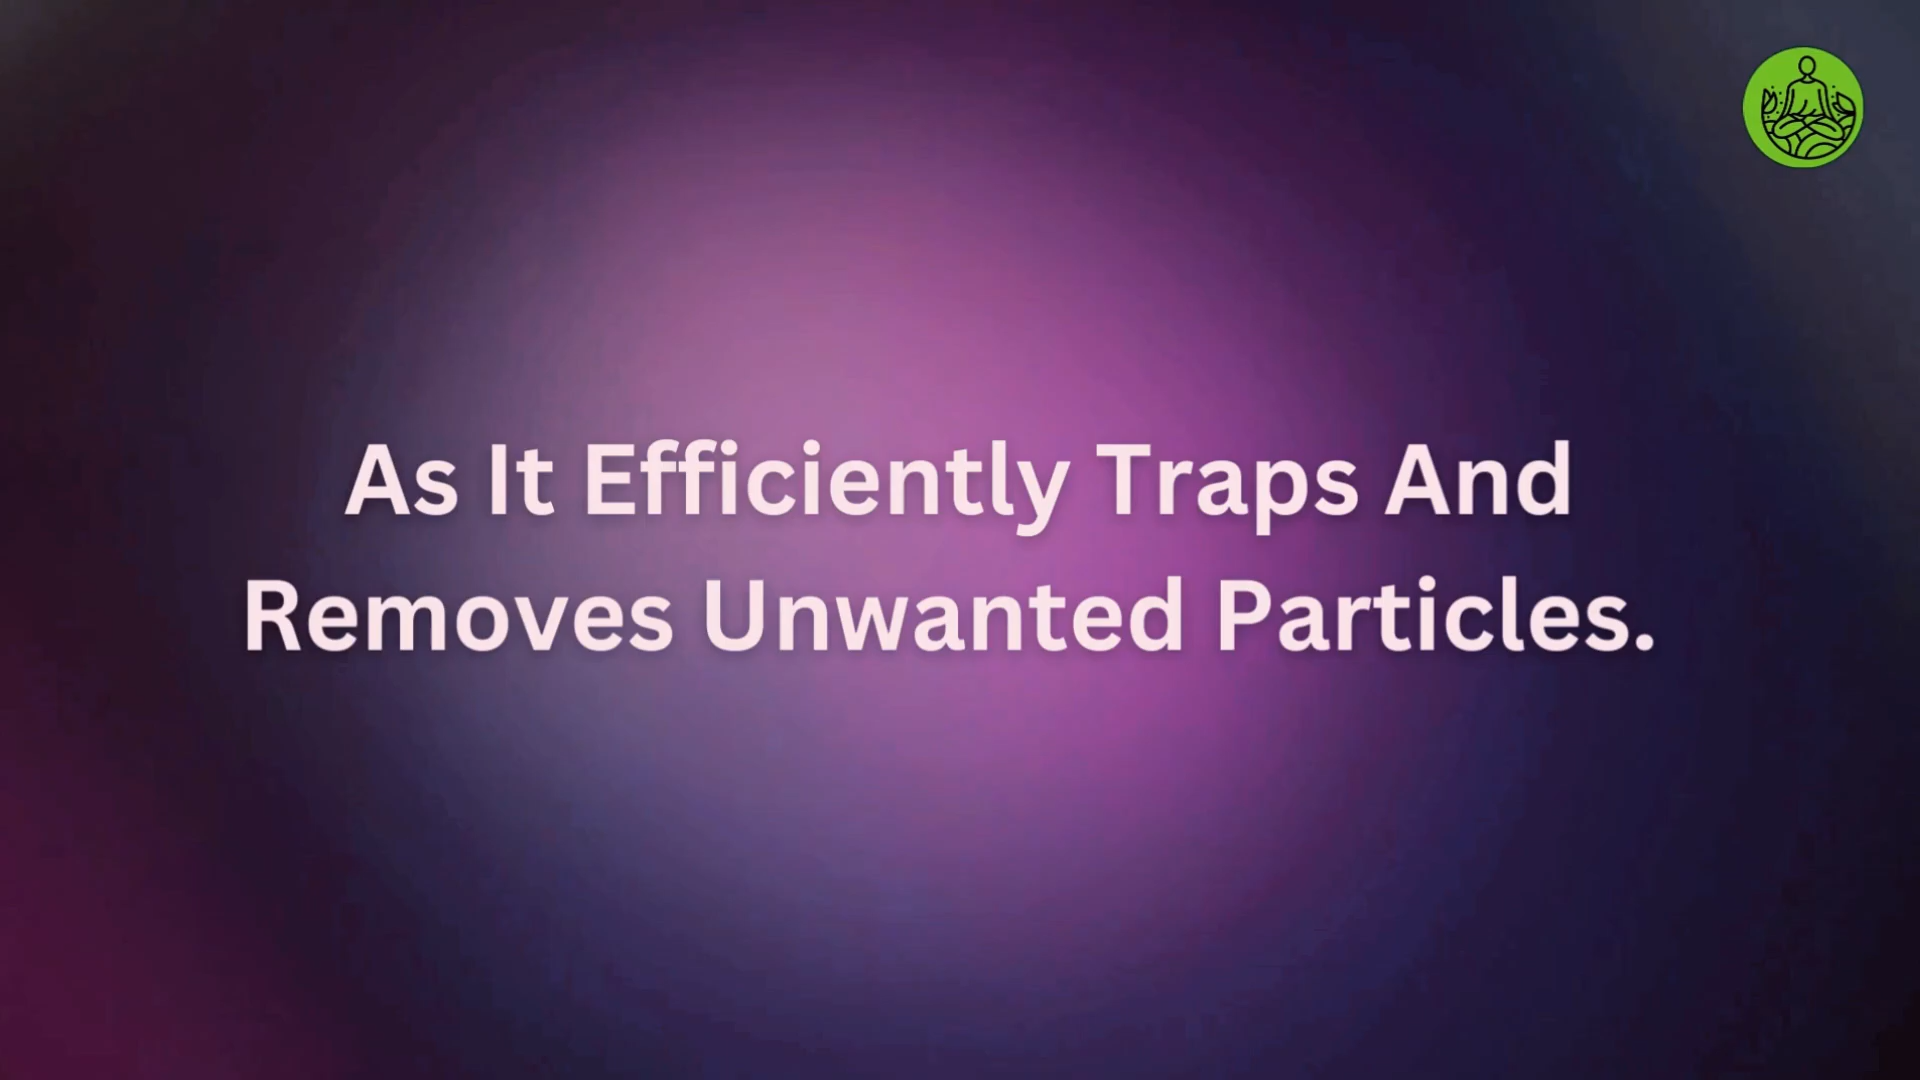 As It Efficiently Traps And
Removes Unwanted Particles.